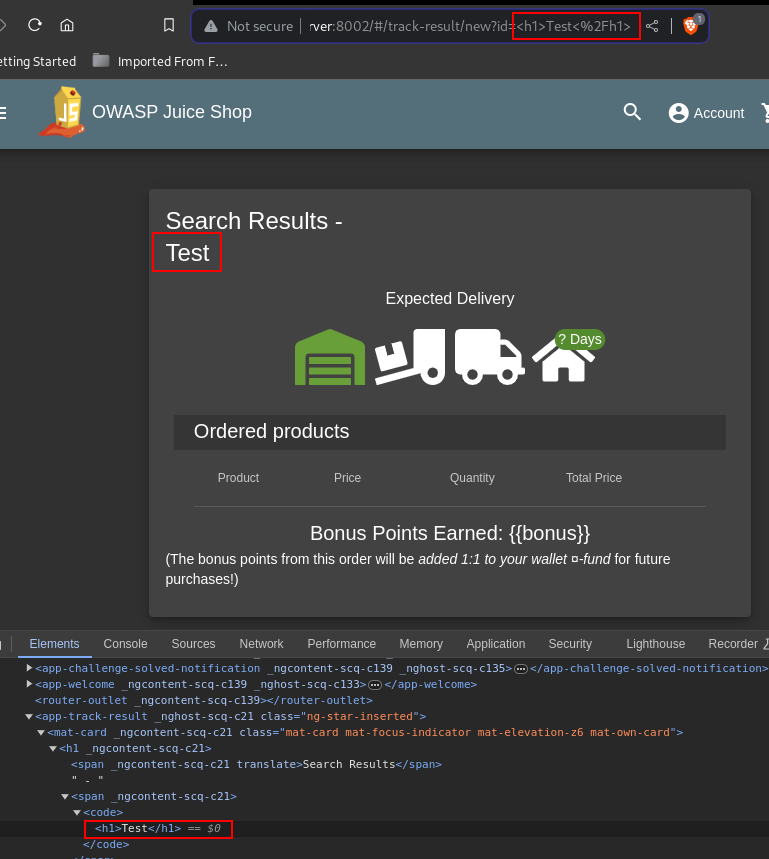 Not secure
rver:8002/#/track-result/new?id=<h1>Test<%2Fh1>
1
etting Started
Imported From F...
JS
OWASP Juice Shop
Account
Search Results -
Test
Expected Delivery
? Days
Ordered products
Product Price Quantity Total Price
Bonus Points Earned: {{bonus}}
(The bonus points from this order will be added 1:1 to your wallet ¤-fund for future
purchases!)
Elements Console Sources Network Performance Memory Application Security Lighthouse Recorder
<app-challenge-solved-notification _ngcontent-scq-c139 _nghost-scq-c135>…</app-challenge-solved-notification>
<app-welcome _ngcontent-scq-c139 _nghost-scq-c133>…</app-welcome>
<router-outlet _ngcontent-scq-c139></router-outlet>
<app-track-result _nghost-scq-c21 class="ng-star-inserted">
<mat-card _ngcontent-scq-c21 class="mat-card mat-focus-indicator mat-elevation-z6 mat-own-card">
<h1 _ngcontent-scq-c21>
<span _ngcontent-scq-c21 translate>Search Results</span>
" - "
<span _ngcontent-scq-c21>
<code>
<h1>Test</h1> == $0
</code>